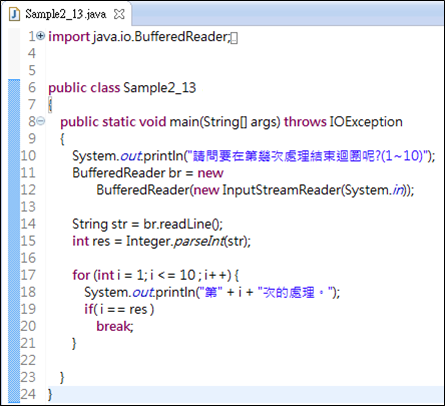 Sample2_13.java
1 import java.io.BufferedReader;
4
5
6 public class Sample2_13
7 {
8 public static void main(String[] args) throws IOException
9 {
10 System.out.println("請問要在第幾次處理結束迴圈呢?(1~10)");
11 BufferedReader br = new
12 BufferedReader(new InputStreamReader(System.in));
13
14 String str = br.readLine();
15 int res = Integer.parseInt(str);
16
17 for (int i = 1; i <= 10 ; i++) {
18 System.out.println("第" + i + "次的處理。");
19 if( i == res )
20 break;
21 }
22
23 }
24 }